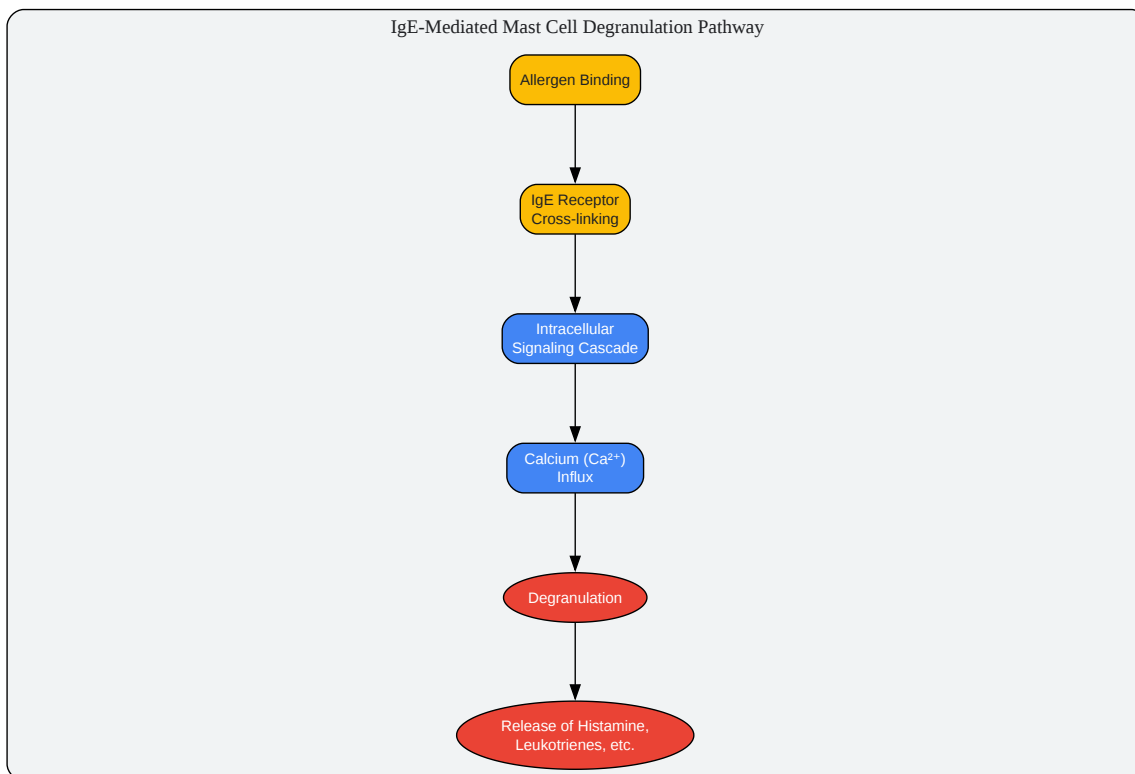 IgE-Mediated Mast Cell Degranulation Pathway
Allergen Binding
IgE Receptor
Cross-linking
Intracellular
Signaling Cascade
Calcium (Ca²⁺)
Influx
Degranulation
Release of Histamine,
Leukotrienes, etc.